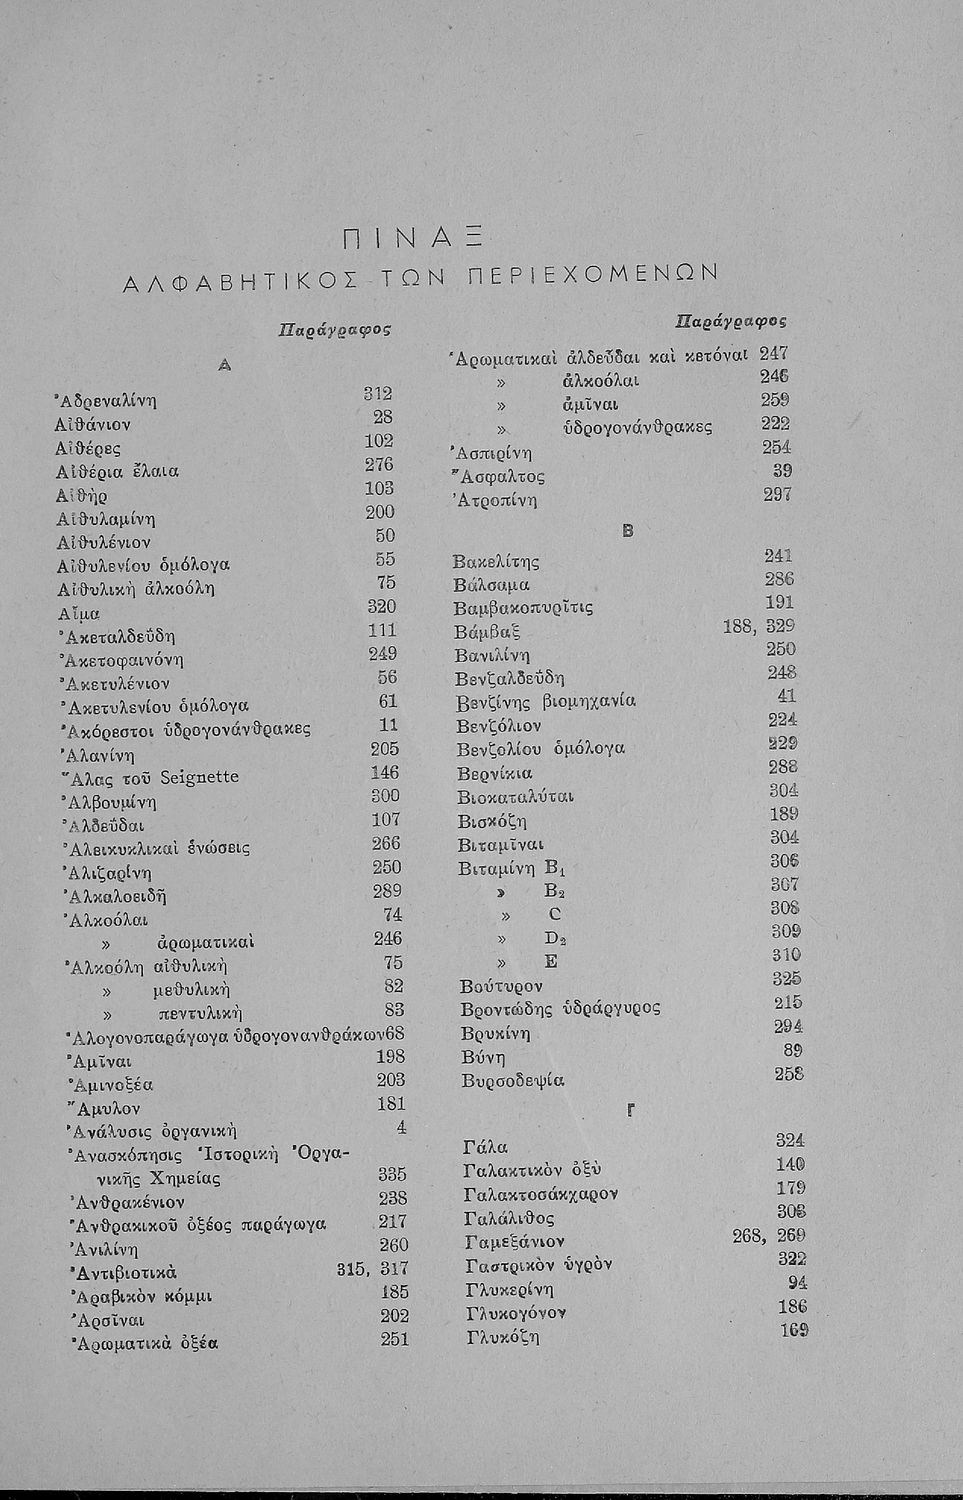 ΠΙΝΑΞ
ΑΛΦΑΒΗΤΙΚΟΣ ΤΩΝ ΠΕΡΙΕΧΟΜΕΝΩΝ
Παράγραφος
Α
Ἀδρεναλίνη 312
Αἰθάνιον 28
Αἰθέρες 102
Αἰθέρια ἔλαια 276
Αἰθὴρ 103
Αἰθυλαμίνη 200
Αἰθυλένιον 50
Αἰθυλενίου ὁμόλογα 55
Αἰθυλικὴ ἀλκοόλη 75
Αἷμα 320
Ἀκεταλδεΰδη 111
Ἀκετοφαινόνη 249
Ἀκετυλένιον 56
Ἀκετυλενίου ὁμόλογα 61
Ἀκόρεστοι ὑδρογονάνθρακες 11
Ἀλανίνη 205
Ἅλας τοῦ Seignette 146
Ἀλβουμίνη 300
Ἀλδεΰδαι 107
Ἀλεικυκλικαὶ ἑνώσεις 266
Ἀλιζαρίνη 250
Ἀλκαλοειδῆ 289
Ἀλκοόλαι 74
» ἀρωματικαὶ 246
Ἀλκοόλη αἰθυλικὴ 75
» μεθυλικὴ 82
» πεντυλικὴ 83
Ἁλογονοπαράγωγα ὑδρογονανθράκων 68
Ἀμῖναι 198
Ἀμινοξέα 203
Ἄμυλον 181
Ἀνάλυσις ὀργανικὴ 4
Ἀνασκόπησις Ἱστορικὴ Ὀργα-
νικῆς Χημείας 335
Ἀνθρακένιον 238
Ἀνθρακικοῦ ὀξέος παράγωγα 217
Ἀνιλίνη 260
Ἀντιβιοτικὰ 315, 317
Ἀραβικὸν κόμμι 185
Ἀρσῖναι 202
Ἀρωματικὰ ὀξέα 251
Παράγραφος
Ἀρωματικαὶ ἀλδεΰδαι καὶ κετόναι 247
» ἀλκοόλαι 246
» ἀμῖναι 259
» ὑδρογονάνθρακες 222
Ἀσπιρίνη 254
Ἄσφαλτος 39
Ἀτροπίνη 297
Β
Βακελίτης 241
Βάλσαμα 286
Βαμβακοπυρῖτις 191
Βάμβαξ 188, 329
Βανιλίνη 250
Βενζαλδεΰδη 248
Βενζίνης βιομηχανία 41
Βενζόλιον 224
Βενζολίου ὁμόλογα 229
Βερνίκια 288
Βιοκαταλύται 304
Βισκόζη 189
Βιταμῖναι 304
Βιταμίνη B₁ 306
» B₂ 307
» C 308
» D₂ 309
» E 310
Βούτυρον 325
Βροντώδης ὑδράργυρος 215
Βρυκίνη 294
Βύνη 89
Βυρσοδεψία 258
Γ
Γάλα 324
Γαλακτικὸν ὀξὺ 140
Γαλακτοσάκχαρον 179
Γαλάλιθος 303
Γαμεξάνιον 268, 269
Γαστρικὸν ὑγρὸν 322
Γλυκερίνη 94
Γλυκογόνον 186
Γλυκόζη 169